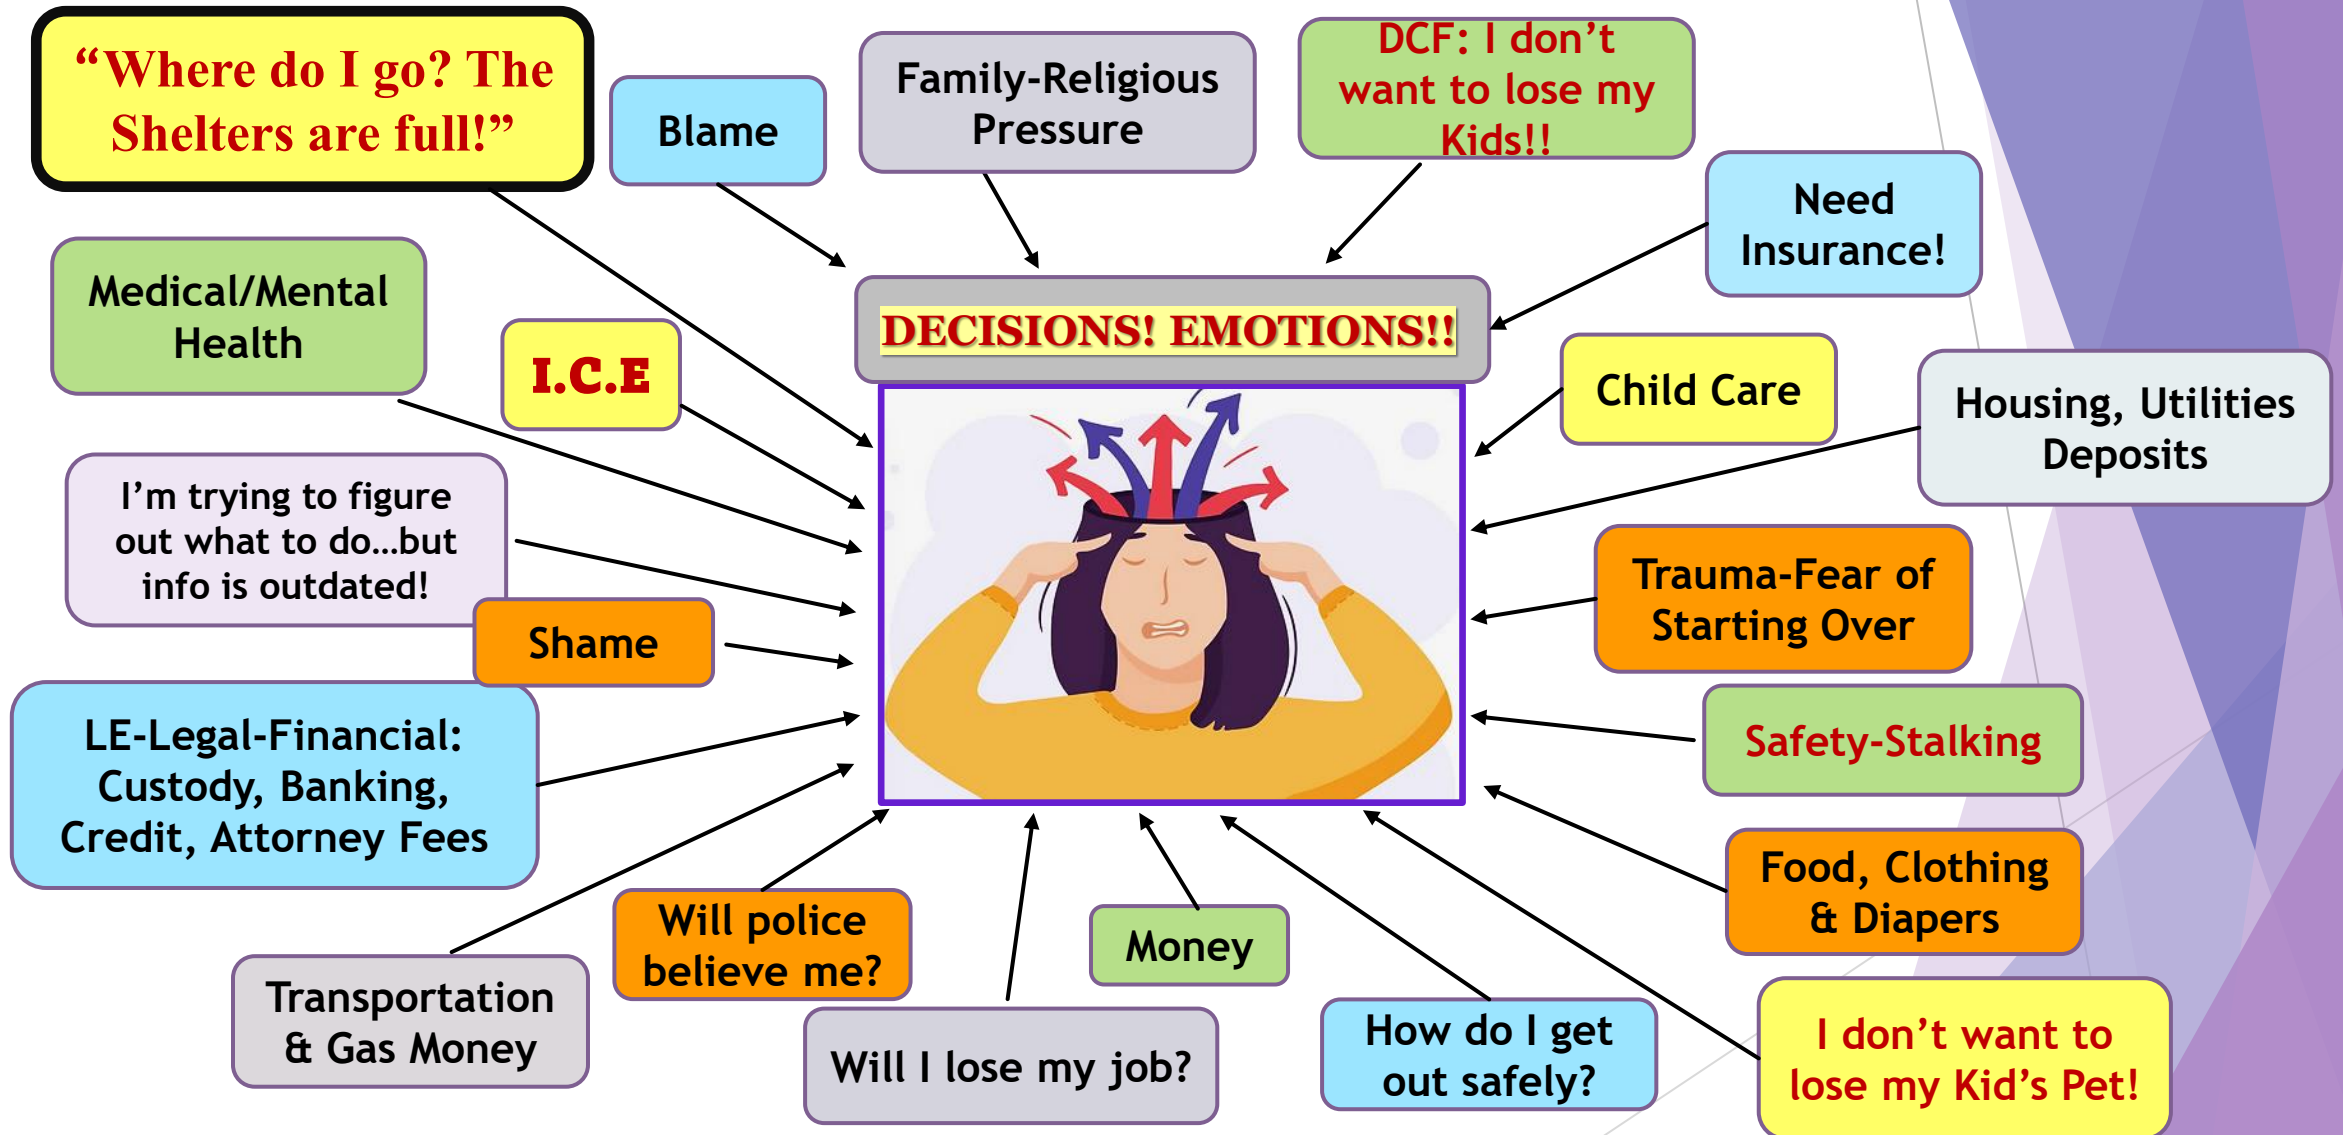 “Where do I go? The
Shelters are full!”
Blame
Family-Religious
Pressure
DCF: I don’t
want to lose my
Kids!!
Need
Insurance!
Medical/Mental
Health
I.C.E
DECISIONS! EMOTIONS!!
Child Care
Housing, Utilities
Deposits
I’m trying to figure
out what to do…but
info is outdated!
Trauma-Fear of
Starting Over
Shame
Safety-Stalking
LE-Legal-Financial:
Custody, Banking,
Credit, Attorney Fees
Food, Clothing
& Diapers
Will police
believe me?
Money
Transportation
& Gas Money
Will I lose my job?
How do I get
out safely?
I don’t want to
lose my Kid’s Pet!